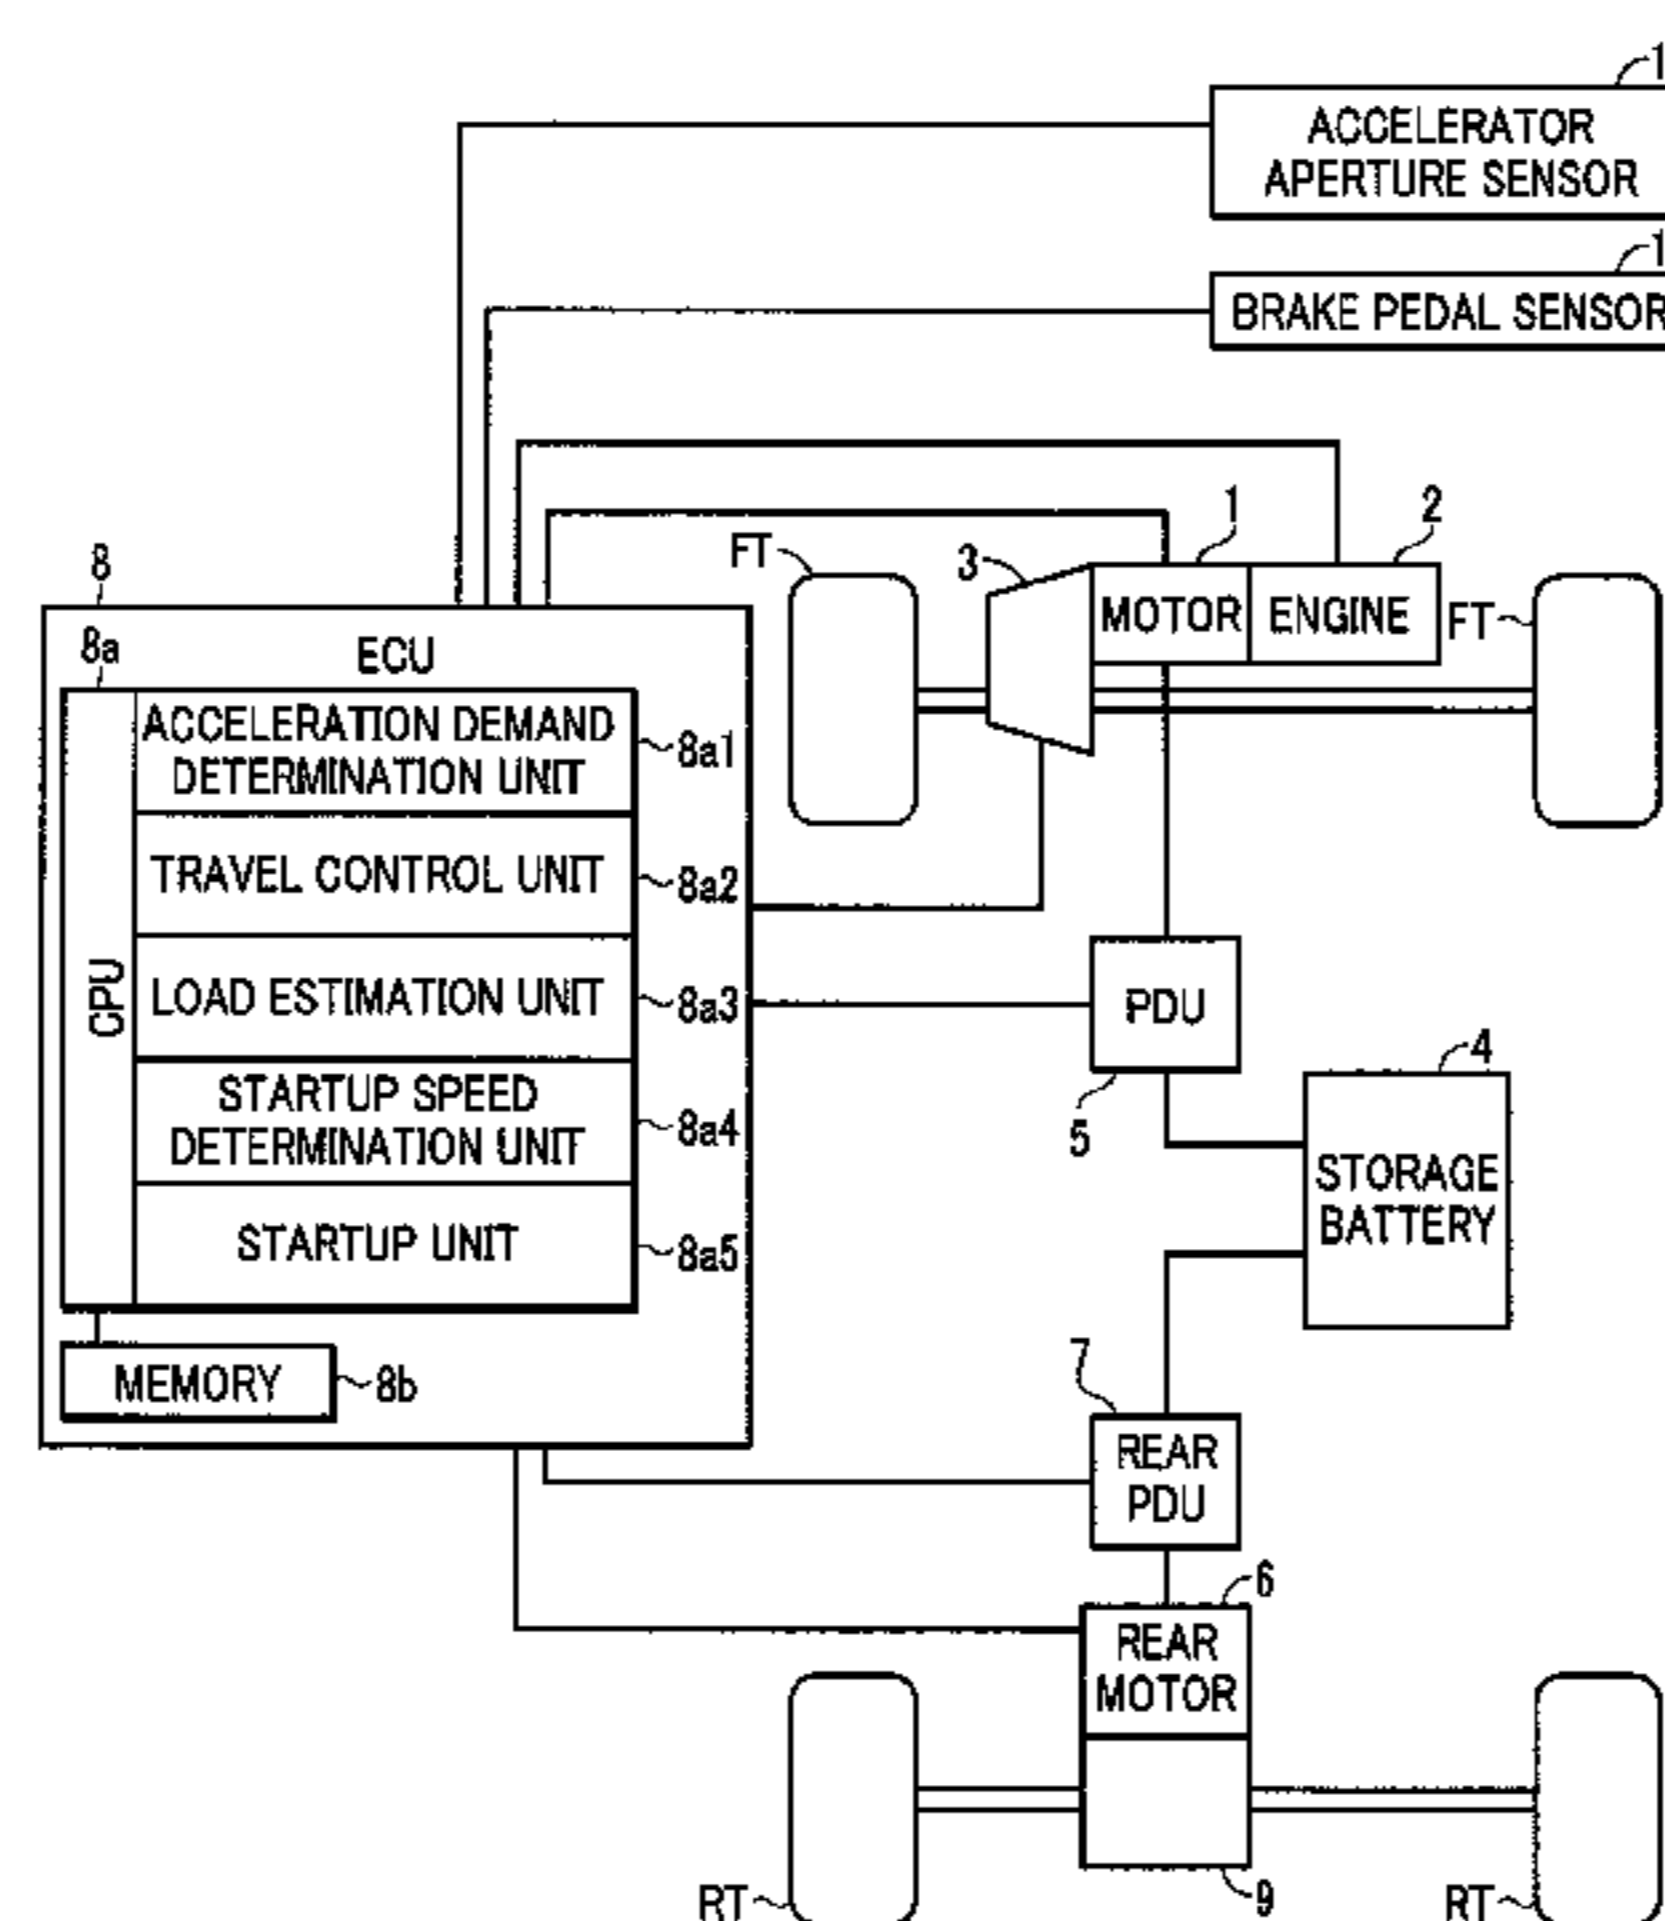 1
ACCELERATOR
APERTURE SENSOR
1
BRAKE PEDAL SENSOR
1
2
3
FT
MOTOR
ENGINE
FT
8
ECU
8a
CPU
ACCELERATION DEMAND
DETERMINATION UNIT
8a1
TRAVEL CONTROL UNIT
8a2
LOAD ESTIMATION UNIT
8a3
STARTUP SPEED
DETERMINATION UNIT
8a4
STARTUP UNIT
8a5
MEMORY
8b
PDU
5
4
STORAGE
BATTERY
7
REAR
PDU
6
REAR
MOTOR
9
RT
RT